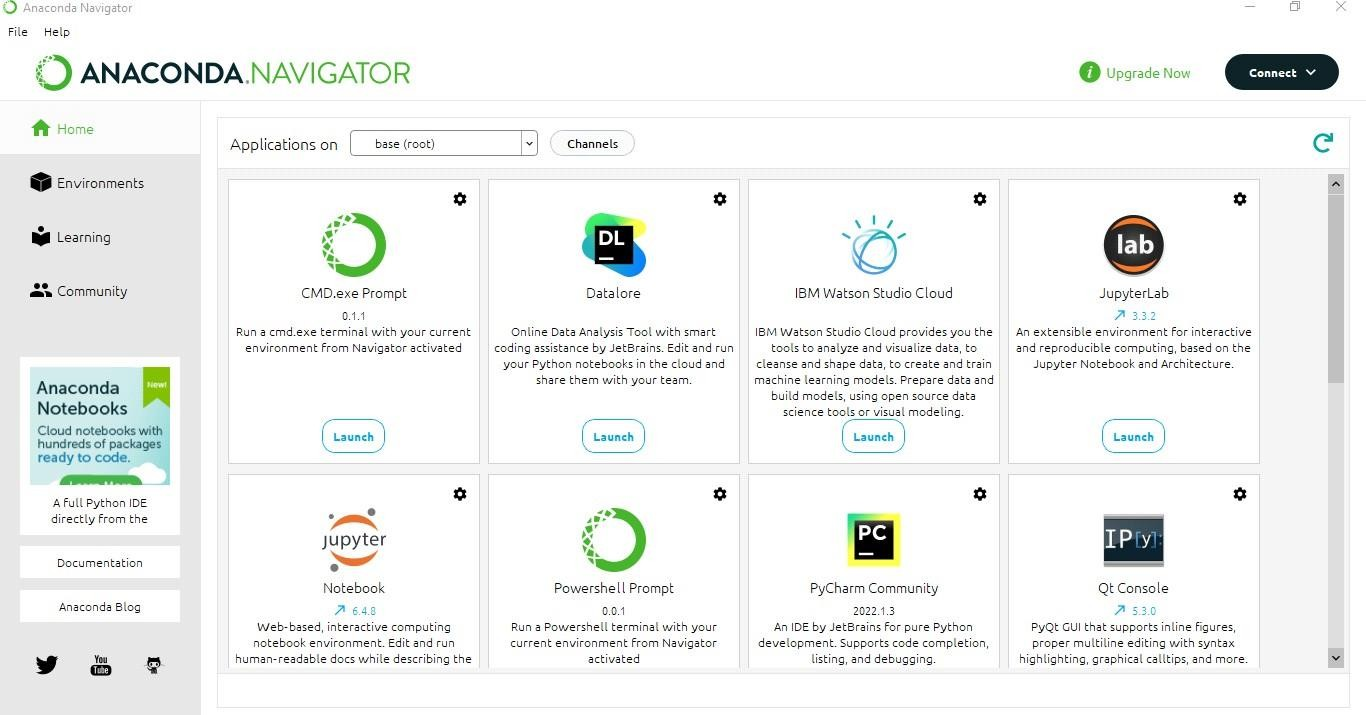 Anaconda Navigator
File Help
ANACONDA.NAVIGATOR
i Upgrade Now
Connect
Home
Environments
Learning
Community
Anaconda
Notebooks
New!
Cloud notebooks with
hundreds of packages
ready to code.
Learn More
A full Python IDE
directly from the
Documentation
Anaconda Blog
You
Tube
Applications on base (root) Channels
CMD.exe Prompt
0.1.1
Run a cmd.exe terminal with your current
environment from Navigator activated
Launch
DL
Datalore
Online Data Analysis Tool with smart
coding assistance by JetBrains. Edit and run
your Python notebooks in the cloud and
share them with your team.
Launch
IBM Watson Studio Cloud
IBM Watson Studio Cloud provides you the
tools to analyze and visualize data, to
cleanse and shape data, to create and train
machine learning models. Prepare data and
build models, using open source data
science tools or visual modeling.
Launch
lab
JupyterLab
3.3.2
An extensible environment for interactive
and reproducible computing, based on the
Jupyter Notebook and Architecture.
Launch
jupyter
Notebook
6.4.8
Web-based, interactive computing
notebook environment. Edit and run
human-readable docs while describing the
Powershell Prompt
0.0.1
Run a Powershell terminal with your
current environment from Navigator
activated
PC
PyCharm Community
2022.1.3
An IDE by JetBrains for pure Python
development. Supports code completion,
listing, and debugging.
IP[y]:
Qt Console
5.3.0
PyQt GUI that supports inline figures,
proper multiline editing with syntax
highlighting, graphical calltips, and more.